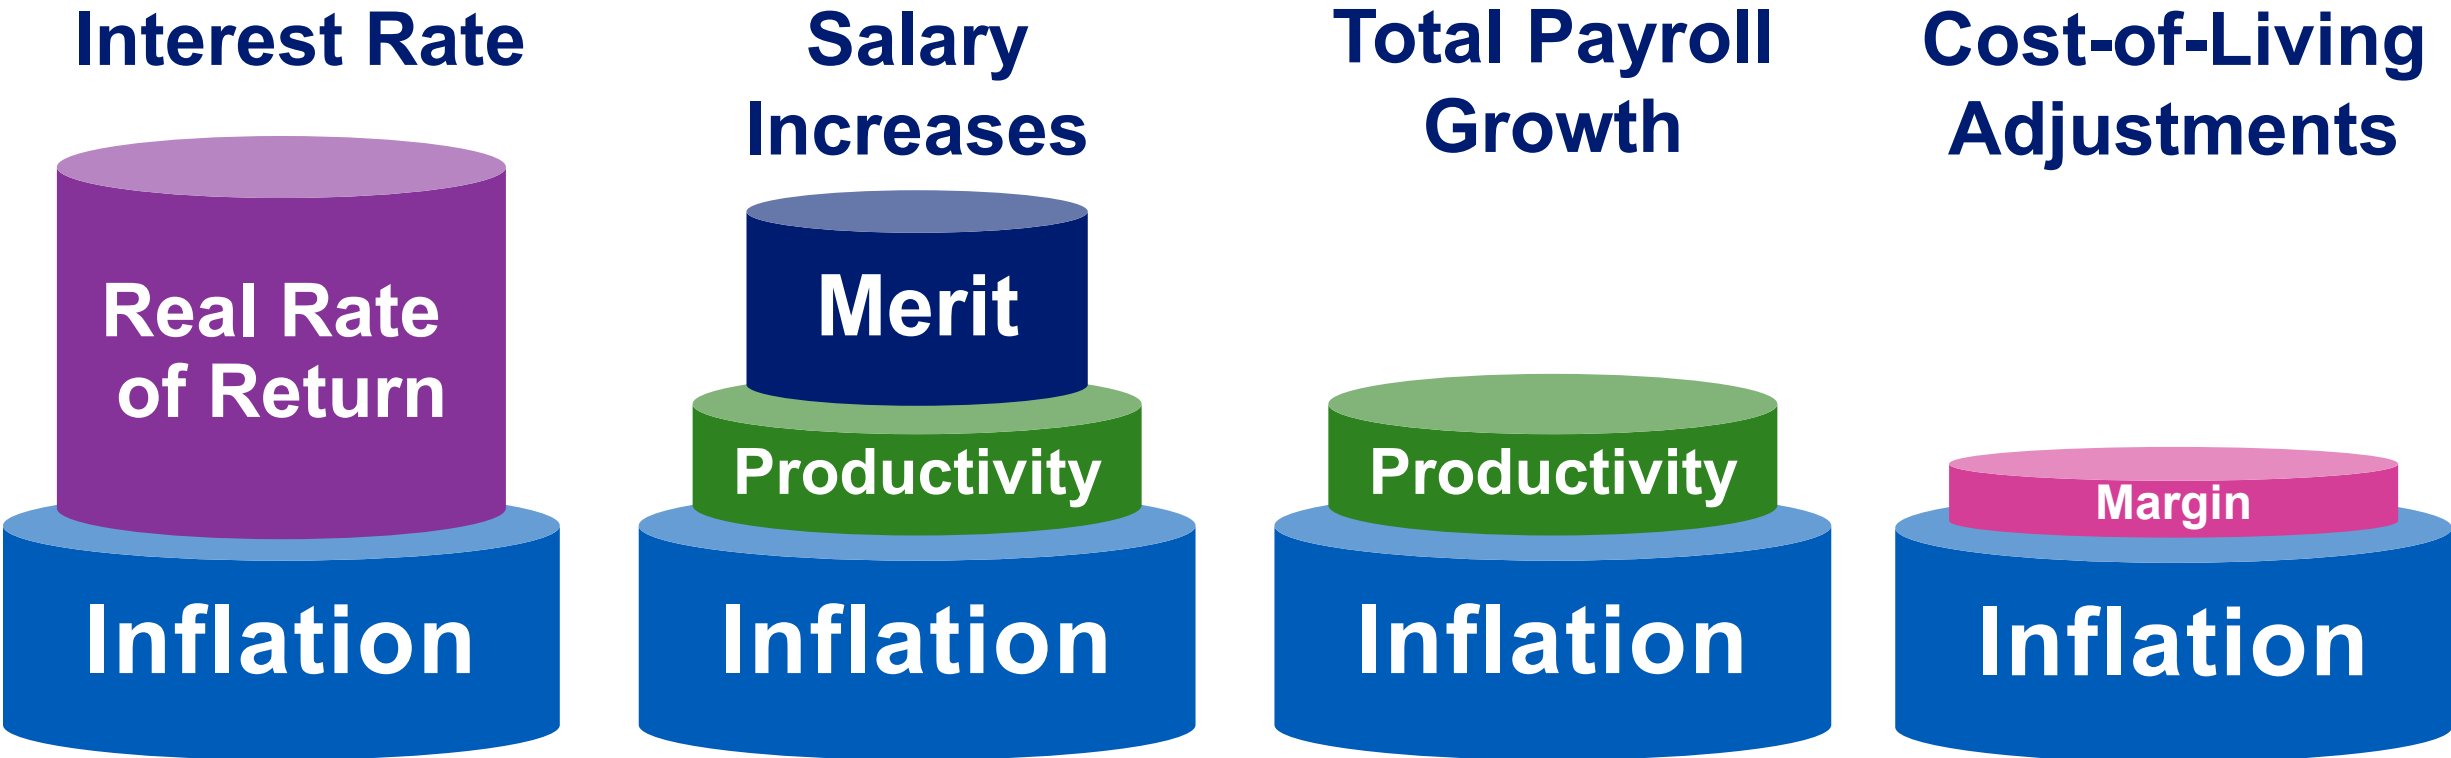 Interest Rate
Real Rate
of Return
Inflation
Salary
Increases
Merit
Productivity
Inflation
Total Payroll
Growth
Productivity
Inflation
Cost-of-Living
Adjustments
Margin
Inflation